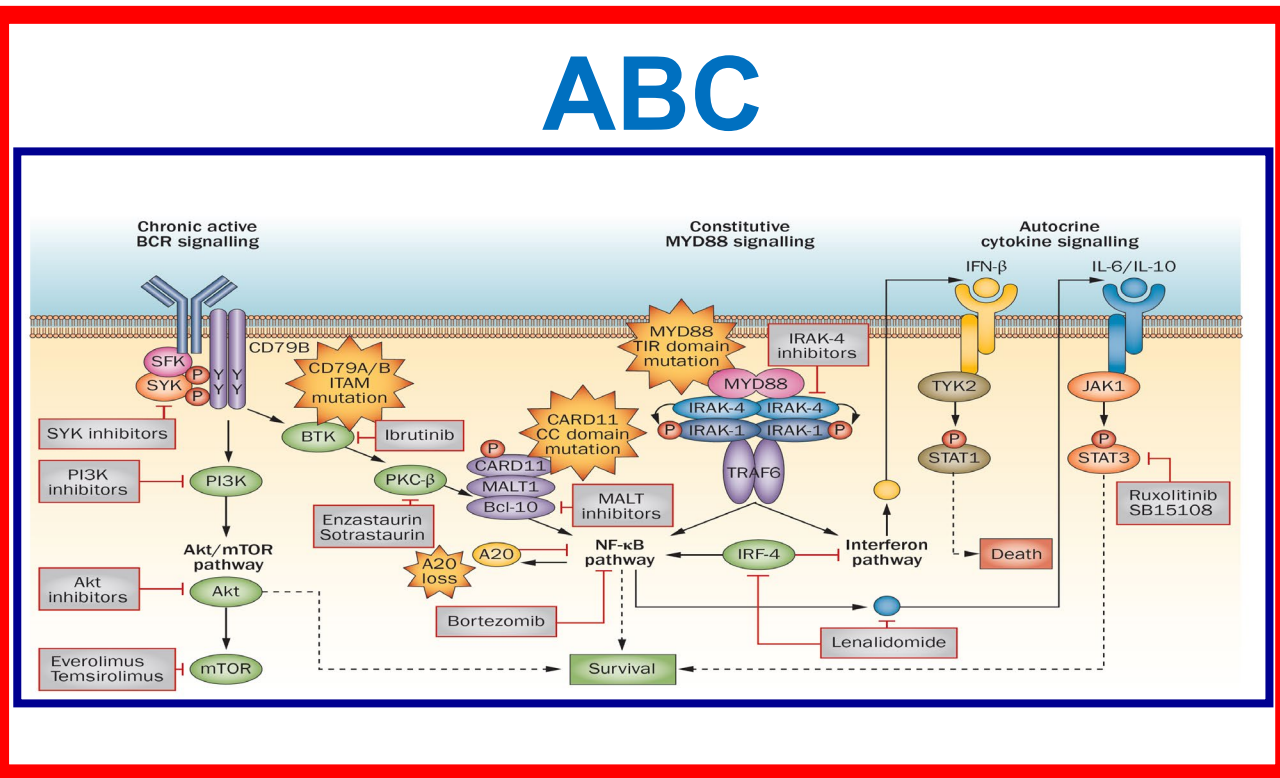 ABC
Chronic active
BCR signalling
Constitutive
MYD88 signalling
Autocrine
cytokine signalling
IFN-β
IL-6/IL-10
CD79B
SFK
SYK
P
P
Y
Y
Y
Y
CD79A/B
ITAM
mutation
MYD88
TIR domain
mutation
IRAK-4
inhibitors
MYD88
IRAK-4
IRAK-4
P
IRAK-1
IRAK-1
P
TRAF6
TYK2
JAK1
P
STAT1
P
STAT3
SYK inhibitors
BTK
Ibrutinib
CARD11
CC domain
mutation
P
CARD11
MALT1
Bcl-10
PI3K
inhibitors
PI3K
PKC-β
Enzastaurin
Sotrastaurin
MALT
inhibitors
Ruxolitinib
SB15108
Akt/mTOR
pathway
A20
loss
A20
NF-κB
pathway
IRF-4
Interferon
pathway
Death
Akt
inhibitors
Akt
Bortezomib
Lenalidomide
Everolimus
Temsirolimus
mTOR
Survival